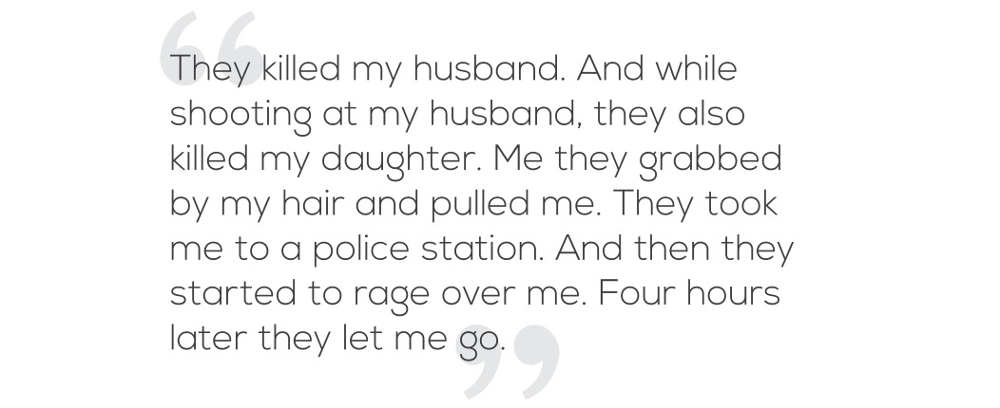 “They killed my husband. And while
shooting at my husband, they also
killed my daughter. Me they grabbed
by my hair and pulled me. They took
me to a police station. And then they
started to rage over me. Four hours
later they let me go.”